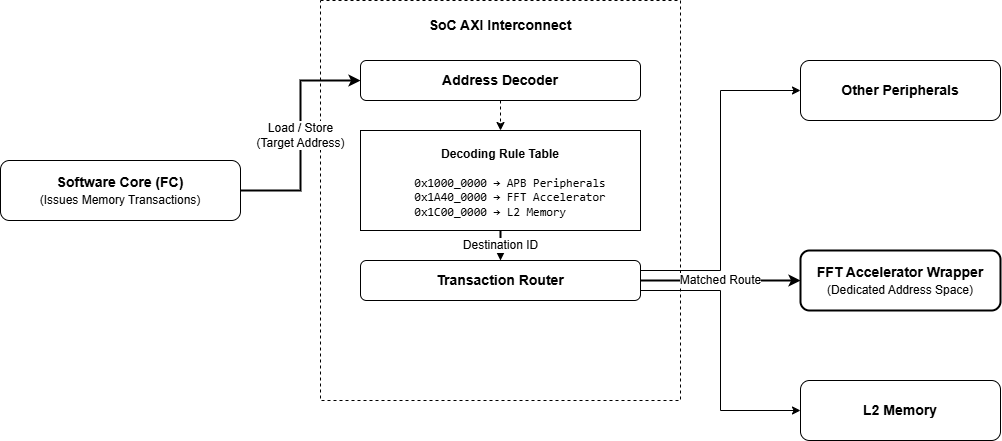 SoC AXI Interconnect
Address Decoder
Load / Store
(Target Address)
Decoding Rule Table
0x1000_0000 → APB Peripherals
0x1A40_0000 → FFT Accelerator
0x1C00_0000 → L2 Memory
Software Core (FC)
(Issues Memory Transactions)
Destination ID
Transaction Router
Matched Route
Other Peripherals
FFT Accelerator Wrapper
(Dedicated Address Space)
L2 Memory